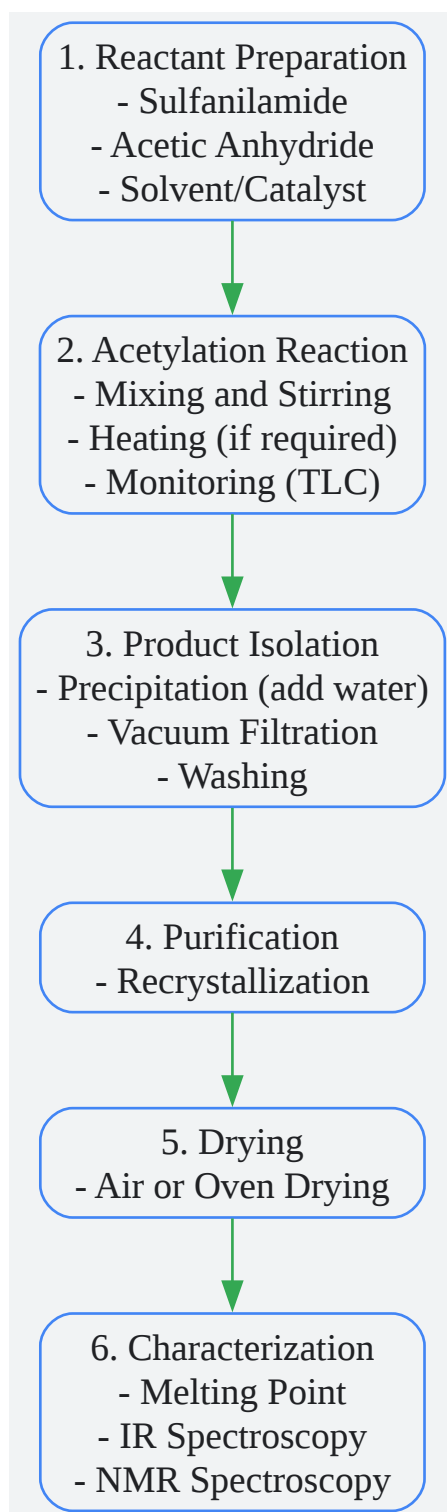 1. Reactant Preparation
- Sulfanilamide
- Acetic Anhydride
- Solvent/Catalyst
2. Acetylation Reaction
- Mixing and Stirring
- Heating (if required)
- Monitoring (TLC)
3. Product Isolation
- Precipitation (add water)
- Vacuum Filtration
- Washing
4. Purification
- Recrystallization
5. Drying
- Air or Oven Drying
6. Characterization
- Melting Point
- IR Spectroscopy
- NMR Spectroscopy